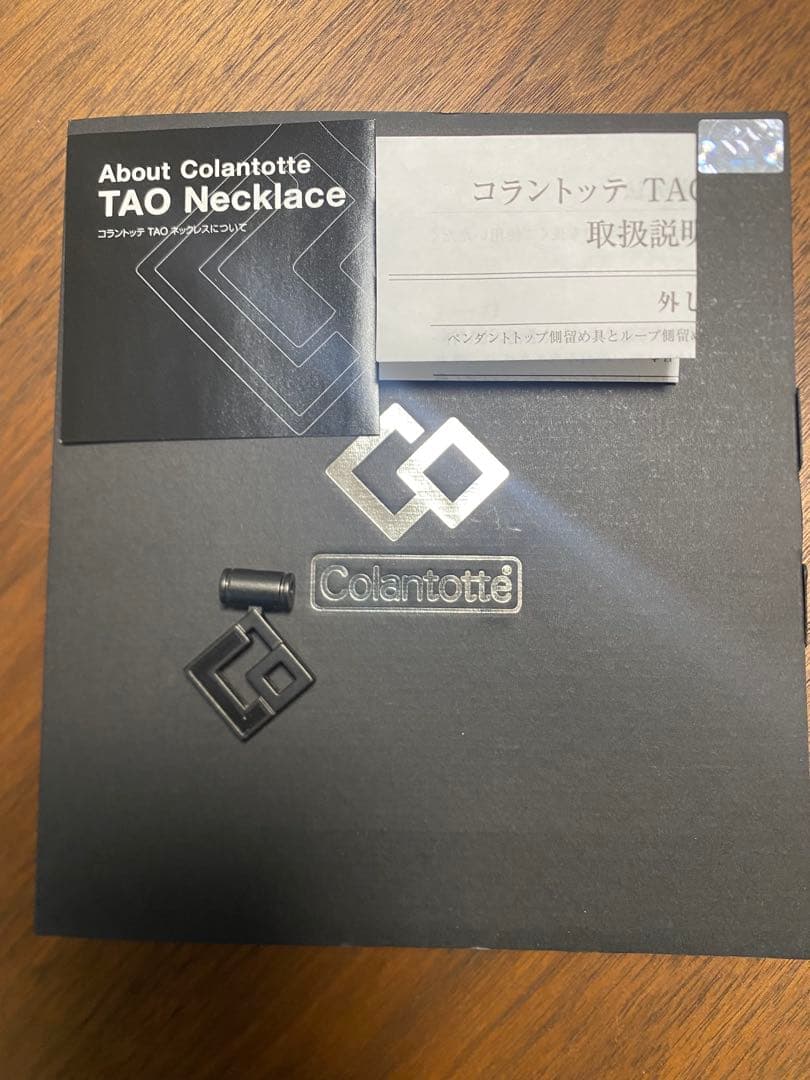 About Colantotte
TAO Necklace
コラントッテ TAO ネックレスについて
コラントッテ TAO
取扱説明
外し
ペンダントトップ側留め具とループ側留め
Colantotte®